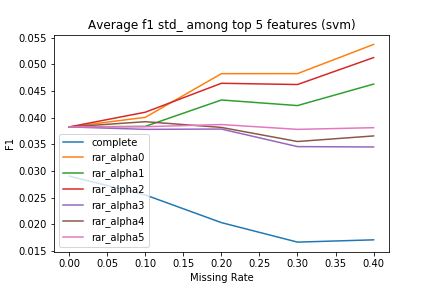 Average f1 std_ among top 5 features (svm)
0.055
0.050
0.045
0.040
0.035
0.030
0.025
0.020
0.015
F1
complete
rar_alpha0
rar_alpha1
rar_alpha2
rar_alpha3
rar_alpha4
rar_alpha5
0.00 0.05 0.10 0.15 0.20 0.25 0.30 0.35 0.40
Missing Rate